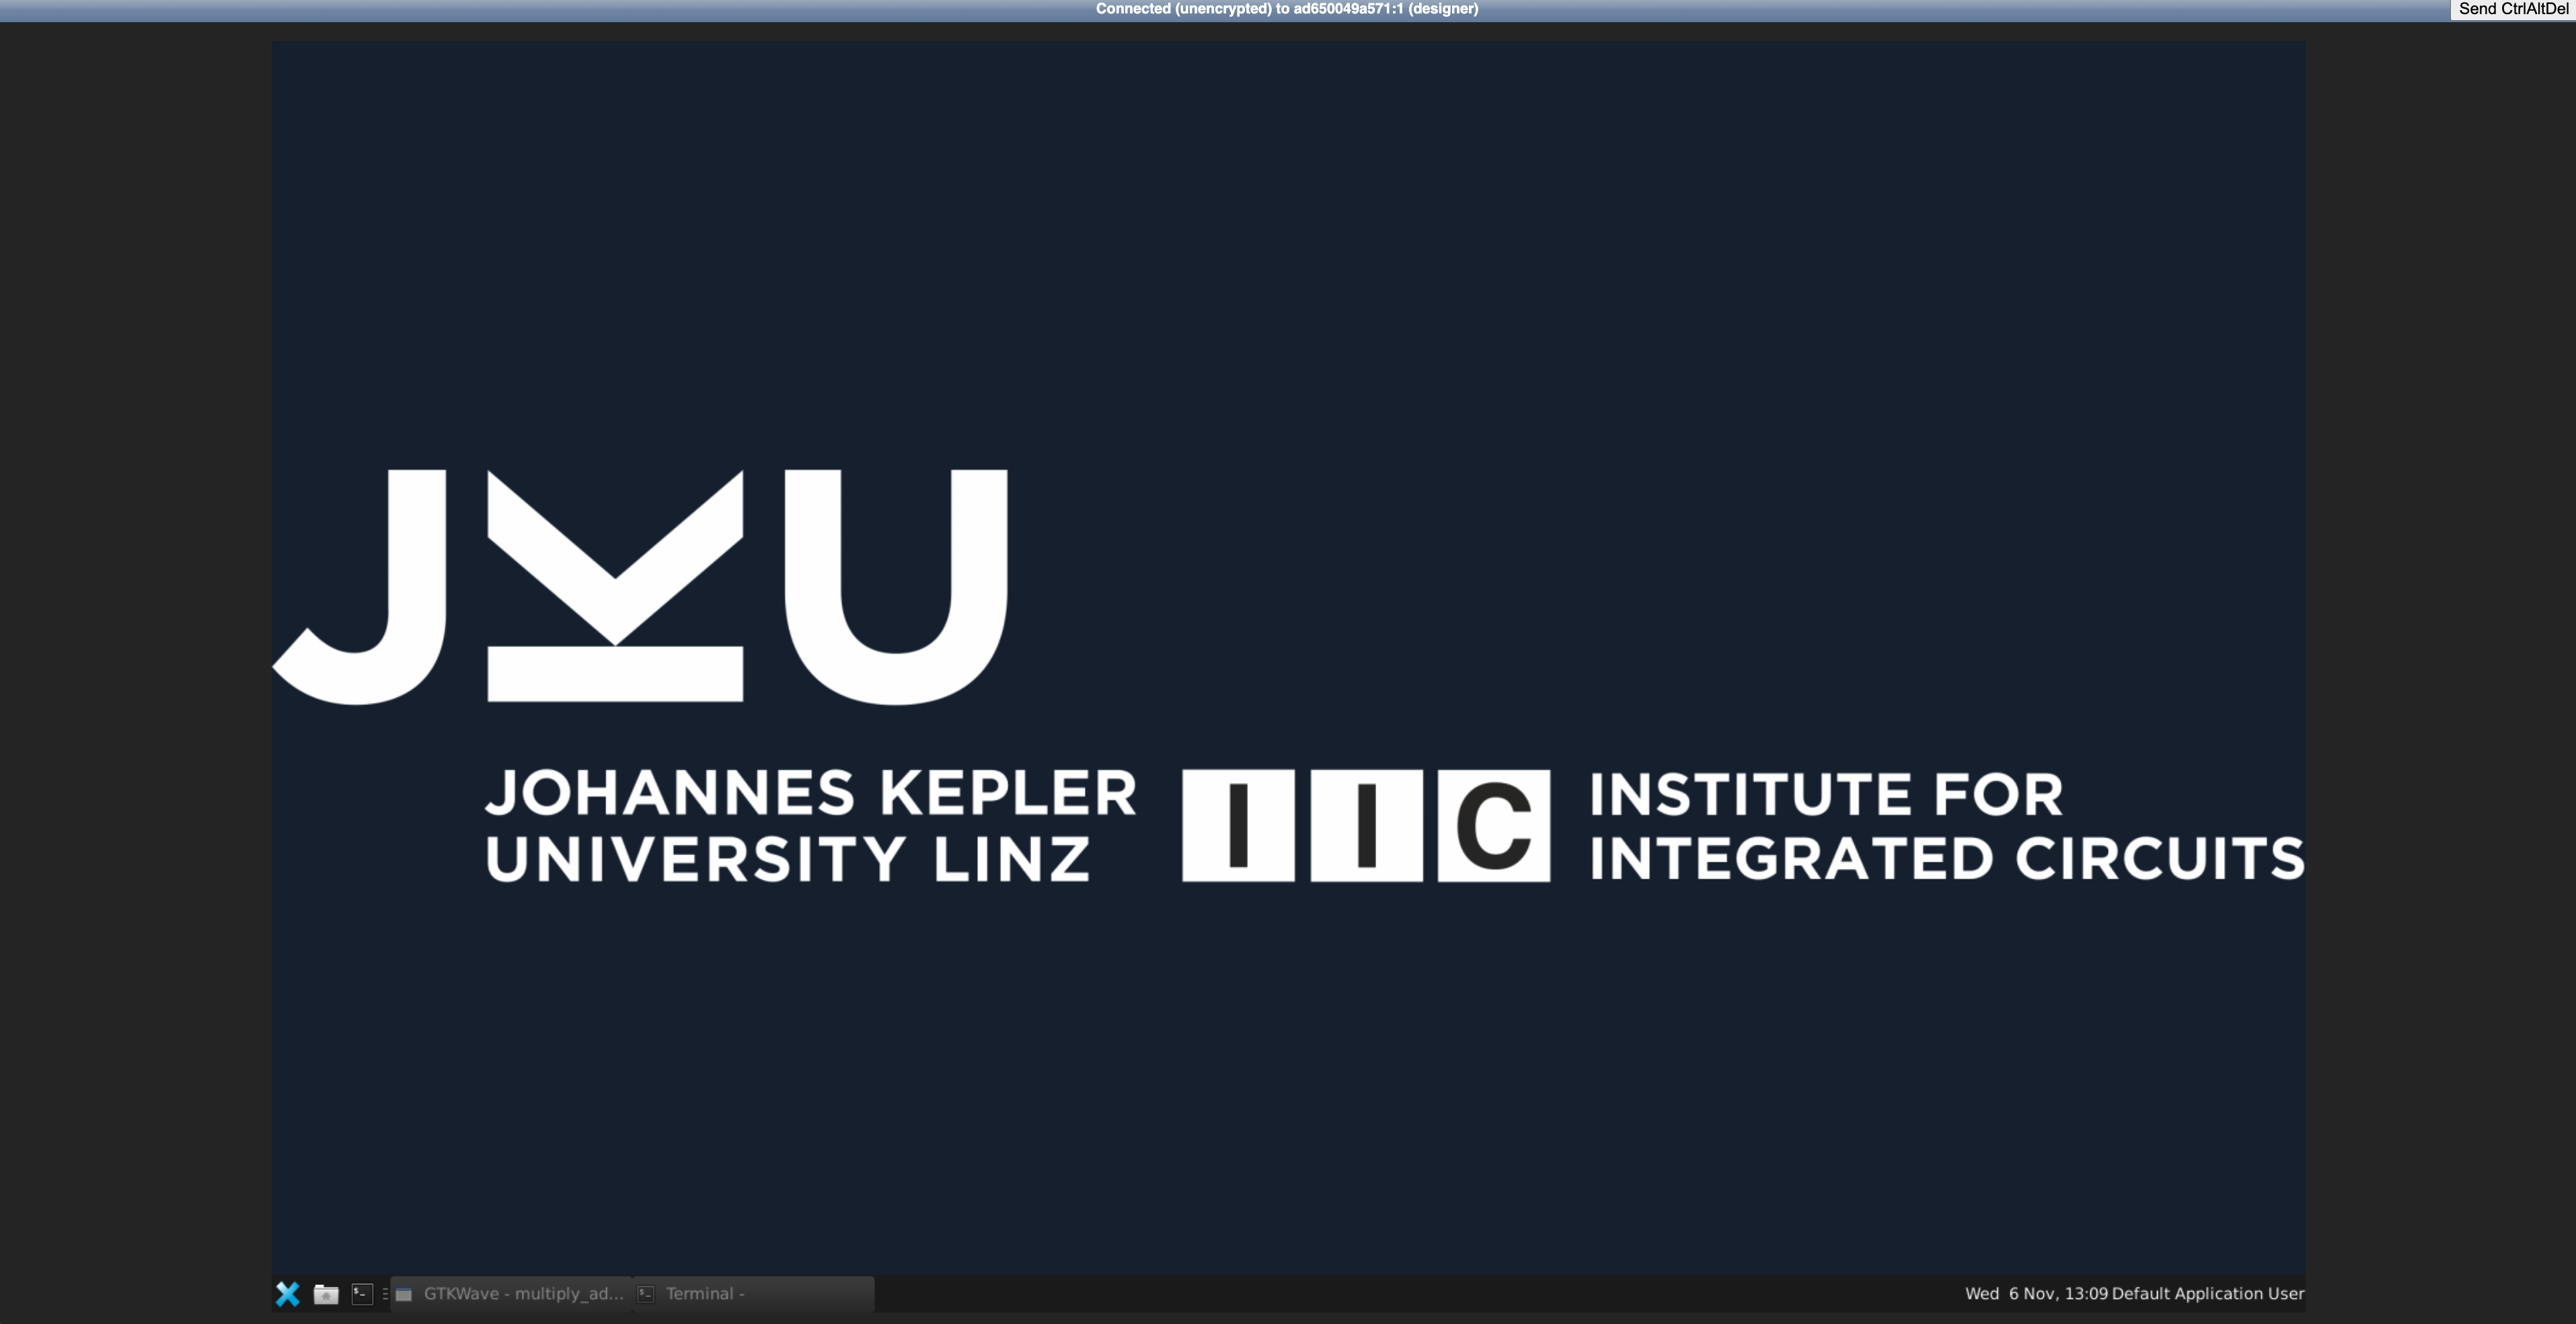 Connected (unencrypted) to ad650049a571:1 (designer)
Send CtrlAltDel
JKU
JOHANNES KEPLER
UNIVERSITY LINZ
I I C
INSTITUTE FOR
INTEGRATED CIRCUITS
GTKWave - multiply_ad...
Terminal -
Wed 6 Nov, 13:09 Default Application User